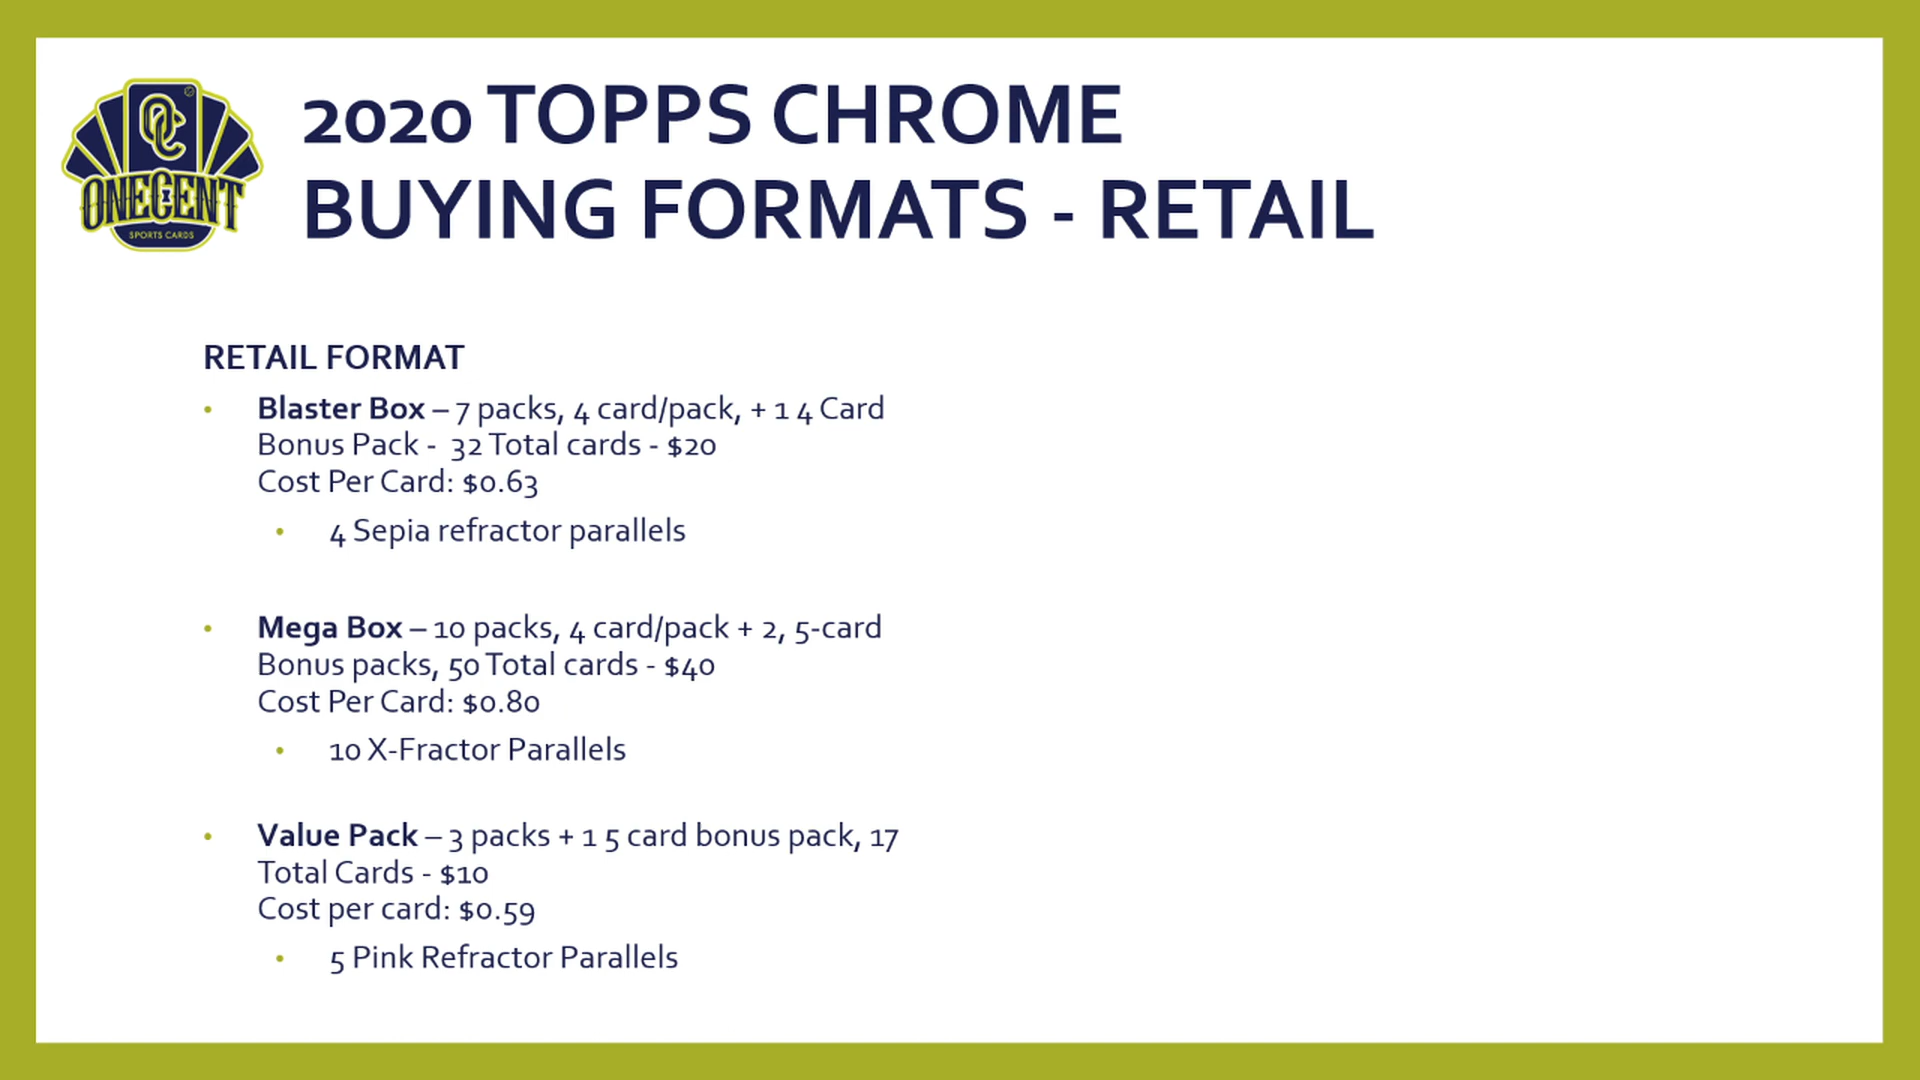 OC
ONECENT
SPORTS CARDS
2020 TOPPS CHROME
BUYING FORMATS - RETAIL
RETAIL FORMAT
• Blaster Box – 7 packs, 4 card/pack, + 1 4 Card
Bonus Pack - 32 Total cards - $20
Cost Per Card: $0.63
• 4 Sepia refractor parallels
• Mega Box – 10 packs, 4 card/pack + 2, 5-card
Bonus packs, 50 Total cards - $40
Cost Per Card: $0.80
• 10 X-Fractor Parallels
• Value Pack – 3 packs + 1 5 card bonus pack, 17
Total Cards - $10
Cost per card: $0.59
• 5 Pink Refractor Parallels